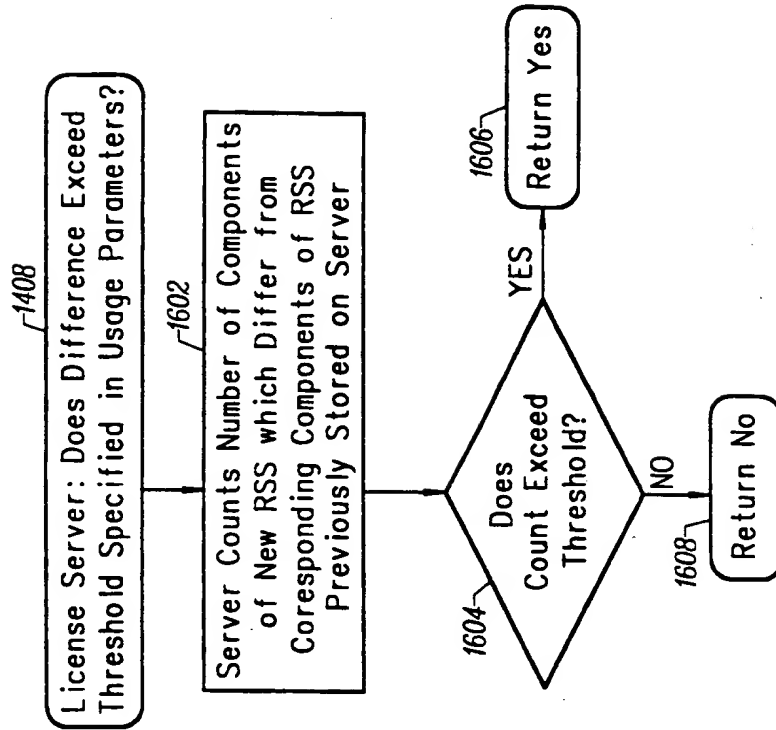 1408
License Server: Does Difference Exceed
Threshold Specified in Usage Parameters?
1602
Server Counts Number of Components
of New RSS which Differ from
Coresponding Components of RSS
Previously Stored on Server
1604
Does
Count Exceed
Threshold?
YES
1606
Return Yes
NO
1608
Return No